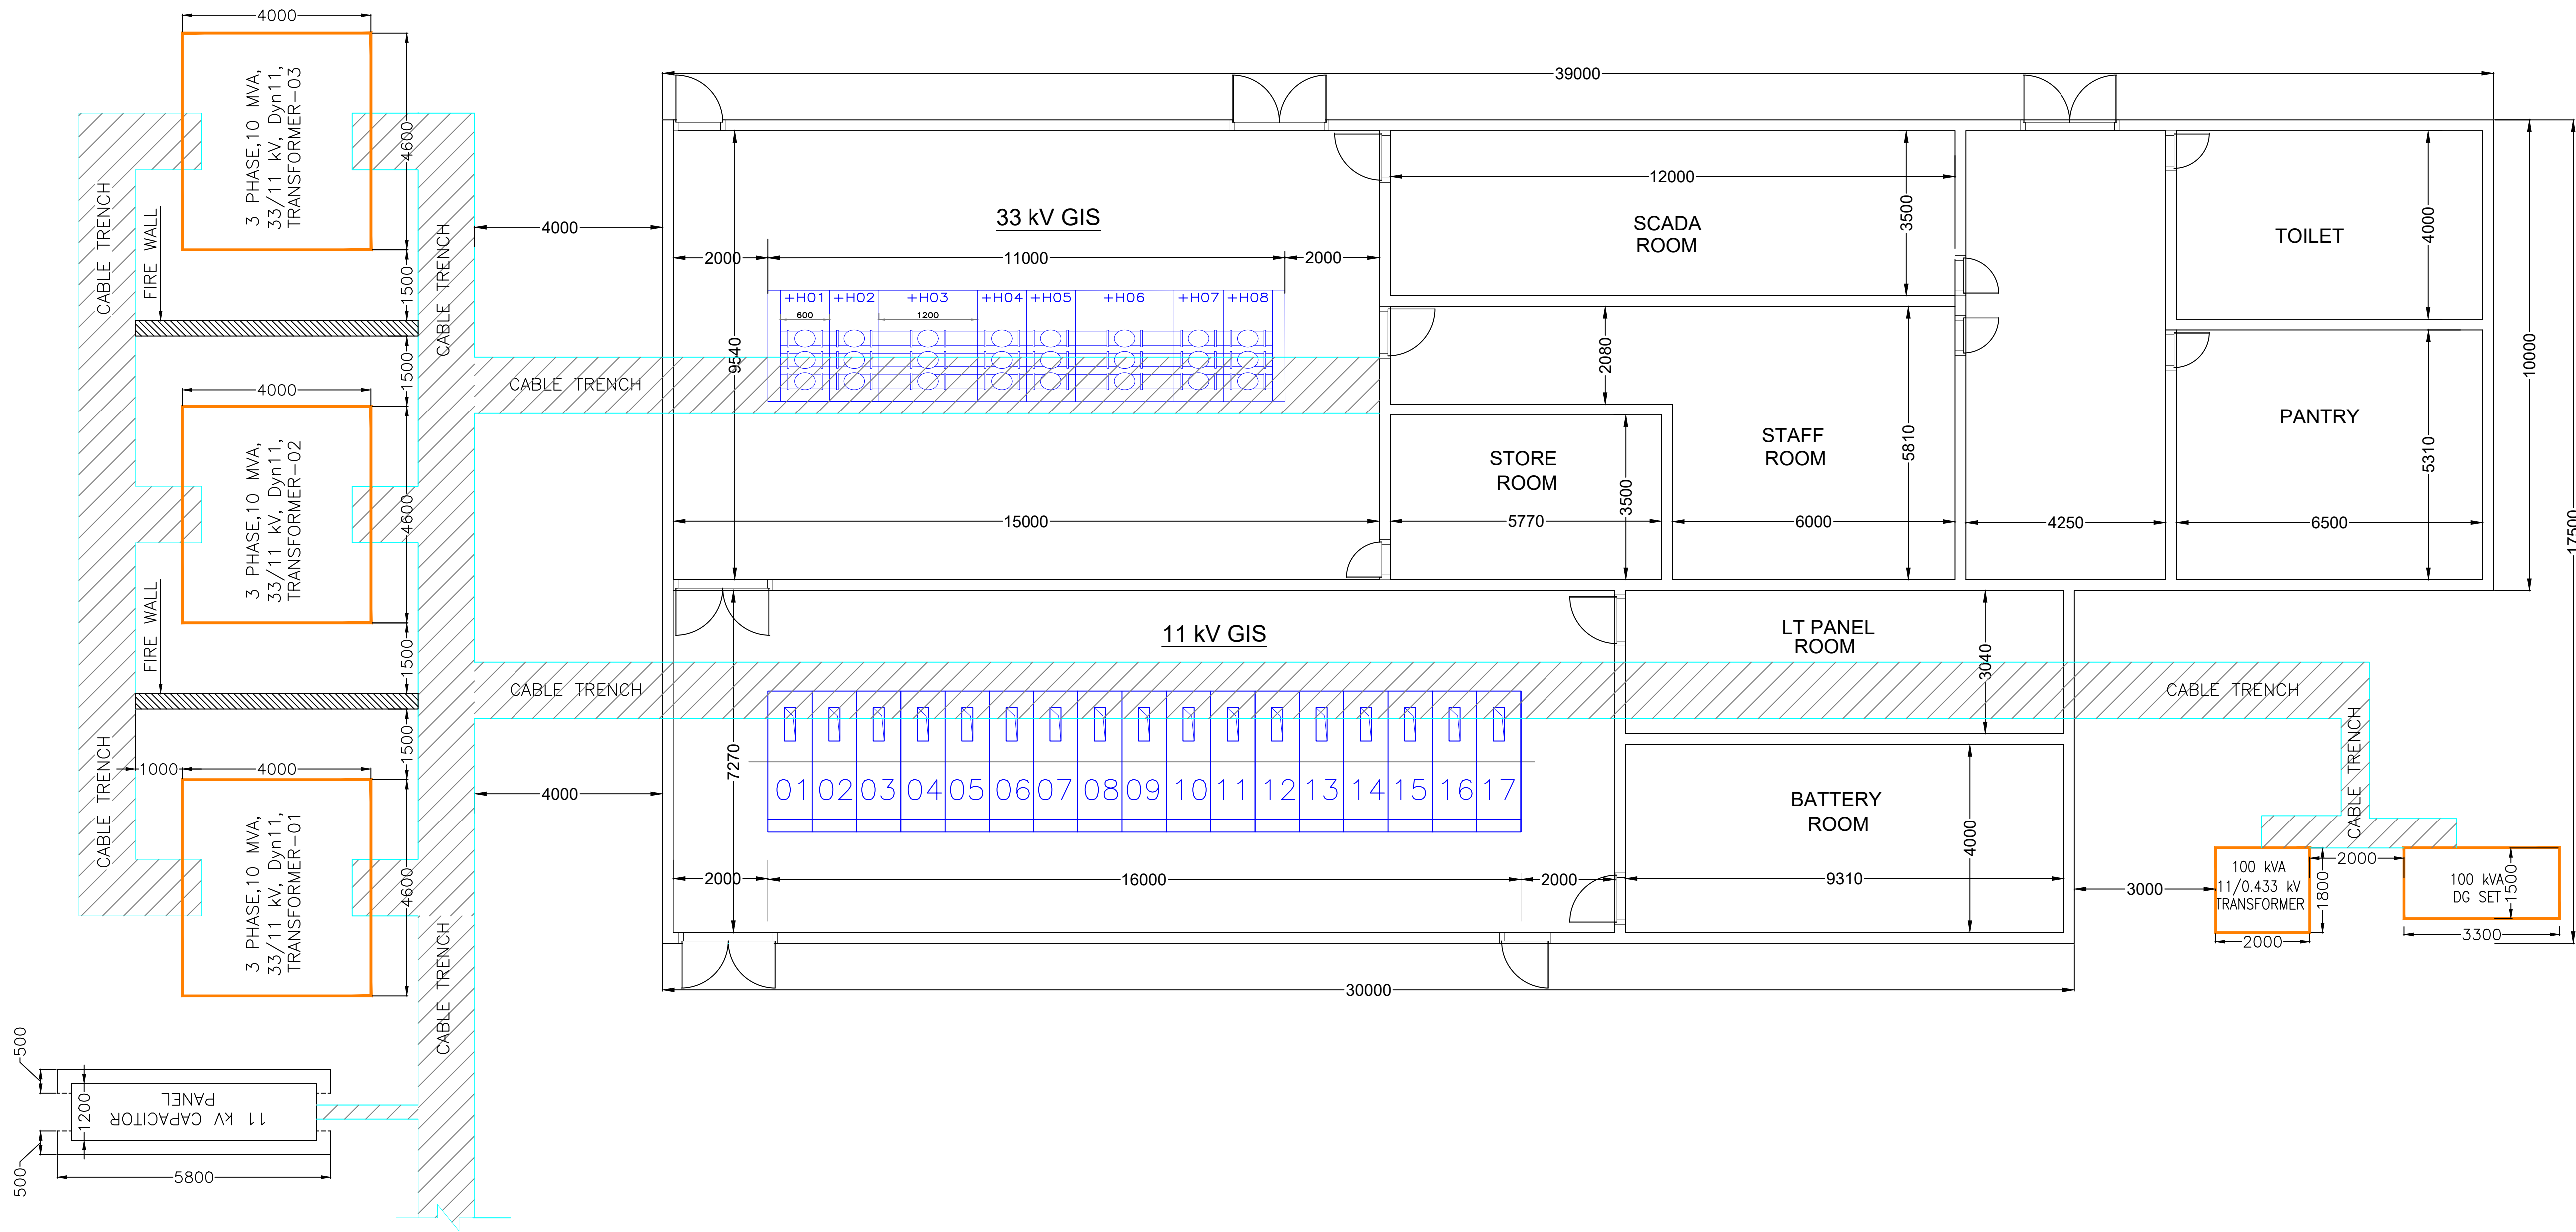 4000
39000
3 PHASE,10 MVA,
33/11 kV, Dyn11,
TRANSFORMER-03
4600
CABLE TRENCH
FIRE WALL
CABLE TRENCH
1500
1500
4000
33 kV GIS
2000
11000
2000
+H01
+H02
+H03
+H04
+H05
+H06
+H07
+H08
600
1200
9540
CABLE TRENCH
15000
12000
SCADA
ROOM
3500
2080
STORE
ROOM
3500
5770
STAFF
ROOM
5810
6000
4250
TOILET
4000
PANTRY
5310
6500
10000
17500
4000
3 PHASE,10 MVA,
33/11 kV, Dyn11,
TRANSFORMER-02
4600
FIRE WALL
1500
1500
CABLE TRENCH
11 kV GIS
7270
01
02
03
04
05
06
07
08
09
10
11
12
13
14
15
16
17
2000
16000
2000
LT PANEL
ROOM
3040
BATTERY
ROOM
4000
9310
CABLE TRENCH
CABLE TRENCH
3000
100 kVA
11/0.433 kV
TRANSFORMER
1800
2000
2000
100 kVA
DG SET
1500
3300
30000
CABLE TRENCH
1000
4000
4000
3 PHASE,10 MVA,
33/11 kV, Dyn11,
TRANSFORMER-01
4600
CABLE TRENCH
500
1200
11 kV CAPACITOR
PANEL
500
5800